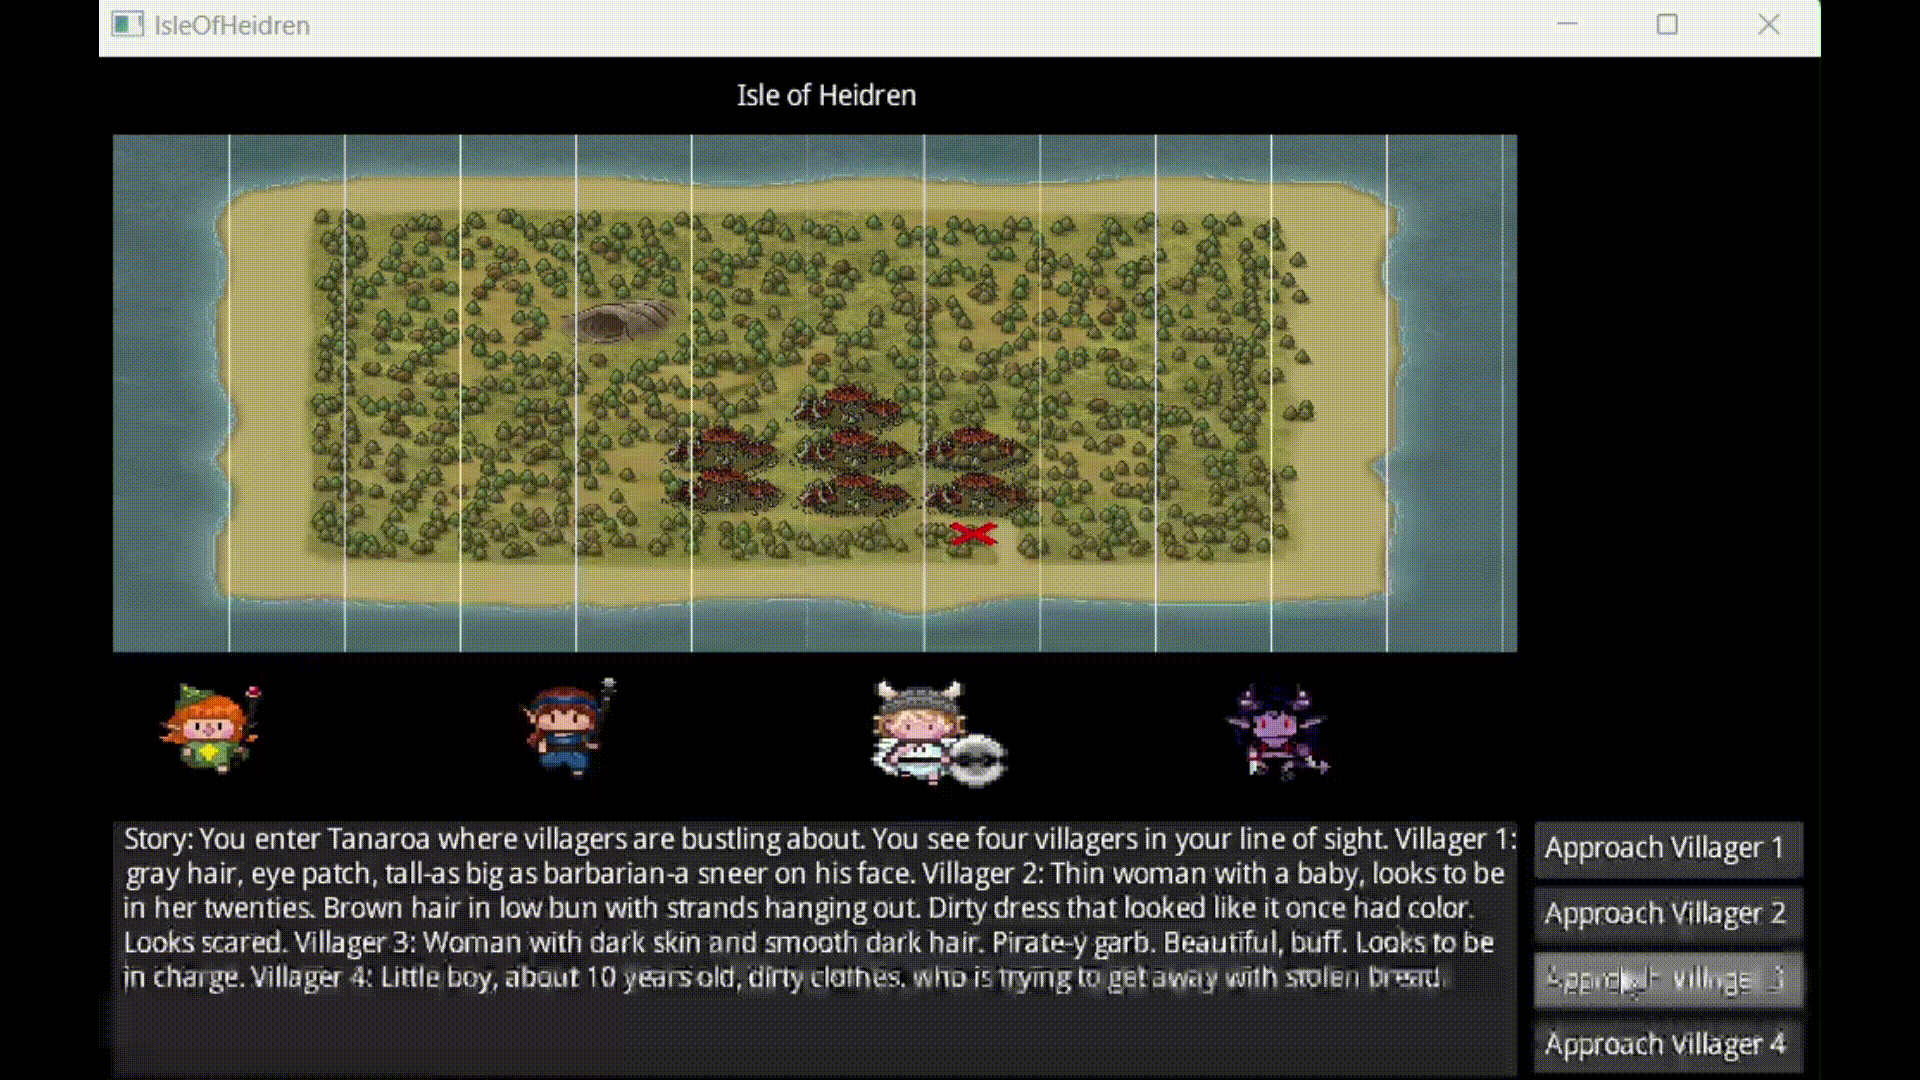 IsleOfHeidren
Isle of Heidren
Story: You enter Tanaroa where villagers are bustling about. You see four villagers in your line of sight. Villager 1:
gray hair, eye patch, tall-as big as barbarian-a sneer on his face. Villager 2: Thin woman with a baby, looks to be
in her twenties. Brown hair in low bun with strands hanging out. Dirty dress that looked like it once had color.
Looks scared. Villager 3: Woman with dark skin and smooth dark hair. Pirate-y garb. Beautiful, buff. Looks to be
in charge. Villager 4: Little boy, about 10 years old, dirty clothes, who is trying to get away with stolen bread.
Approach Villager 1
Approach Villager 2
Approach Villager 3
Approach Villager 4